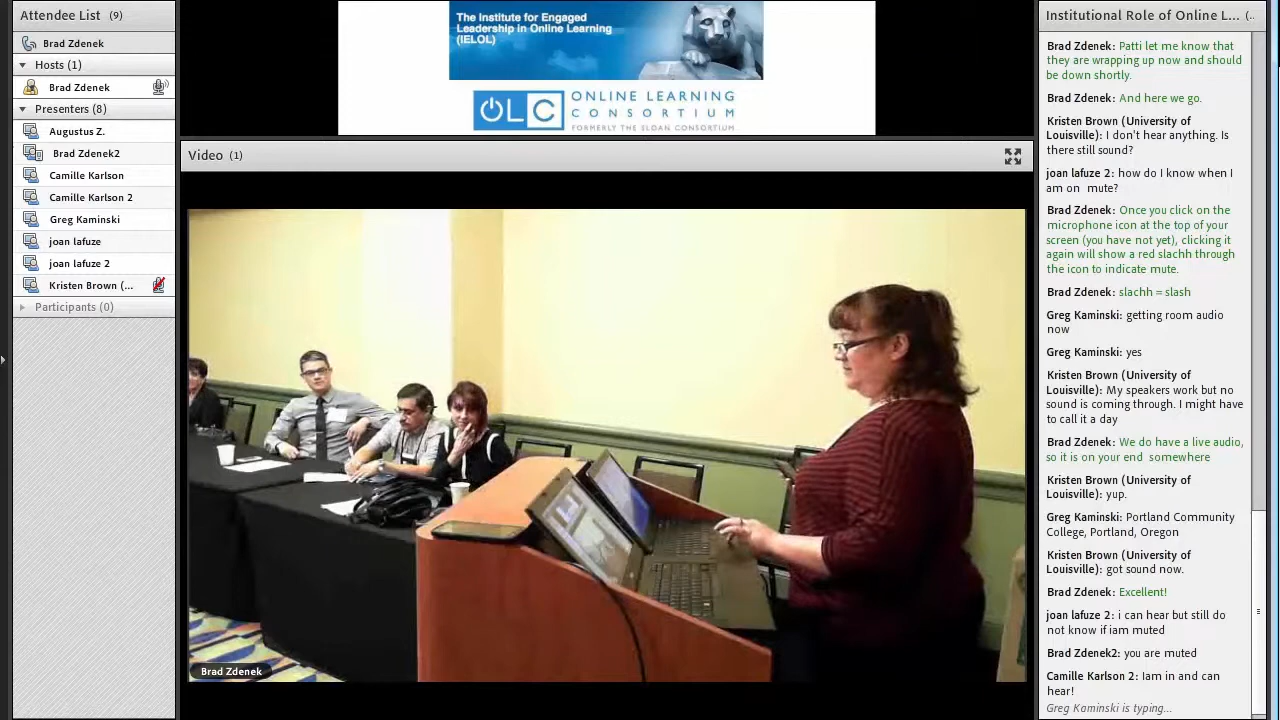 Attendee List (9)
Brad Zdenek
Hosts (1)
Brad Zdenek
Presenters (8)
Augustus Z.
Brad Zdenek2
Camille Karlson
Camille Karlson 2
Greg Kaminski
joan lafuze
joan lafuze 2
Kristen Brown (...
Participants (0)
The Institute for Engaged
Leadership in Online Learning
(IELOL)
OLC ONLINE LEARNING
CONSORTIUM
FORMERLY THE SLOAN CONSORTIUM
Video (1)
Brad Zdenek
Institutional Role of Online L... (..
Brad Zdenek: Patti let me know that
they are wrapping up now and should
be down shortly.
Brad Zdenek: And here we go.
Kristen Brown (University of
Louisville): I don't hear anything. Is
there still sound?
joan lafuze 2: how do I know when I
am on mute?
Brad Zdenek: Once you click on the
microphone icon at the top of your
screen (you have not yet), clicking it
again will show a red slachh through
the icon to indicate mute.
Brad Zdenek: slachh = slash
Greg Kaminski: getting room audio
now
Greg Kaminski: yes
Kristen Brown (University of
Louisville): My speakers work but no
sound is coming through. I might have
to call it a day
Brad Zdenek: We do have a live audio,
so it is on your end somewhere
Kristen Brown (University of
Louisville): yup.
Greg Kaminski: Portland Community
College, Portland, Oregon
Kristen Brown (University of
Louisville): got sound now.
Brad Zdenek: Excellent!
joan lafuze 2: i can hear but still do
not know if iam muted
Brad Zdenek2: you are muted
Camille Karlson 2: Iam in and can
hear!
Greg Kaminski is typing...